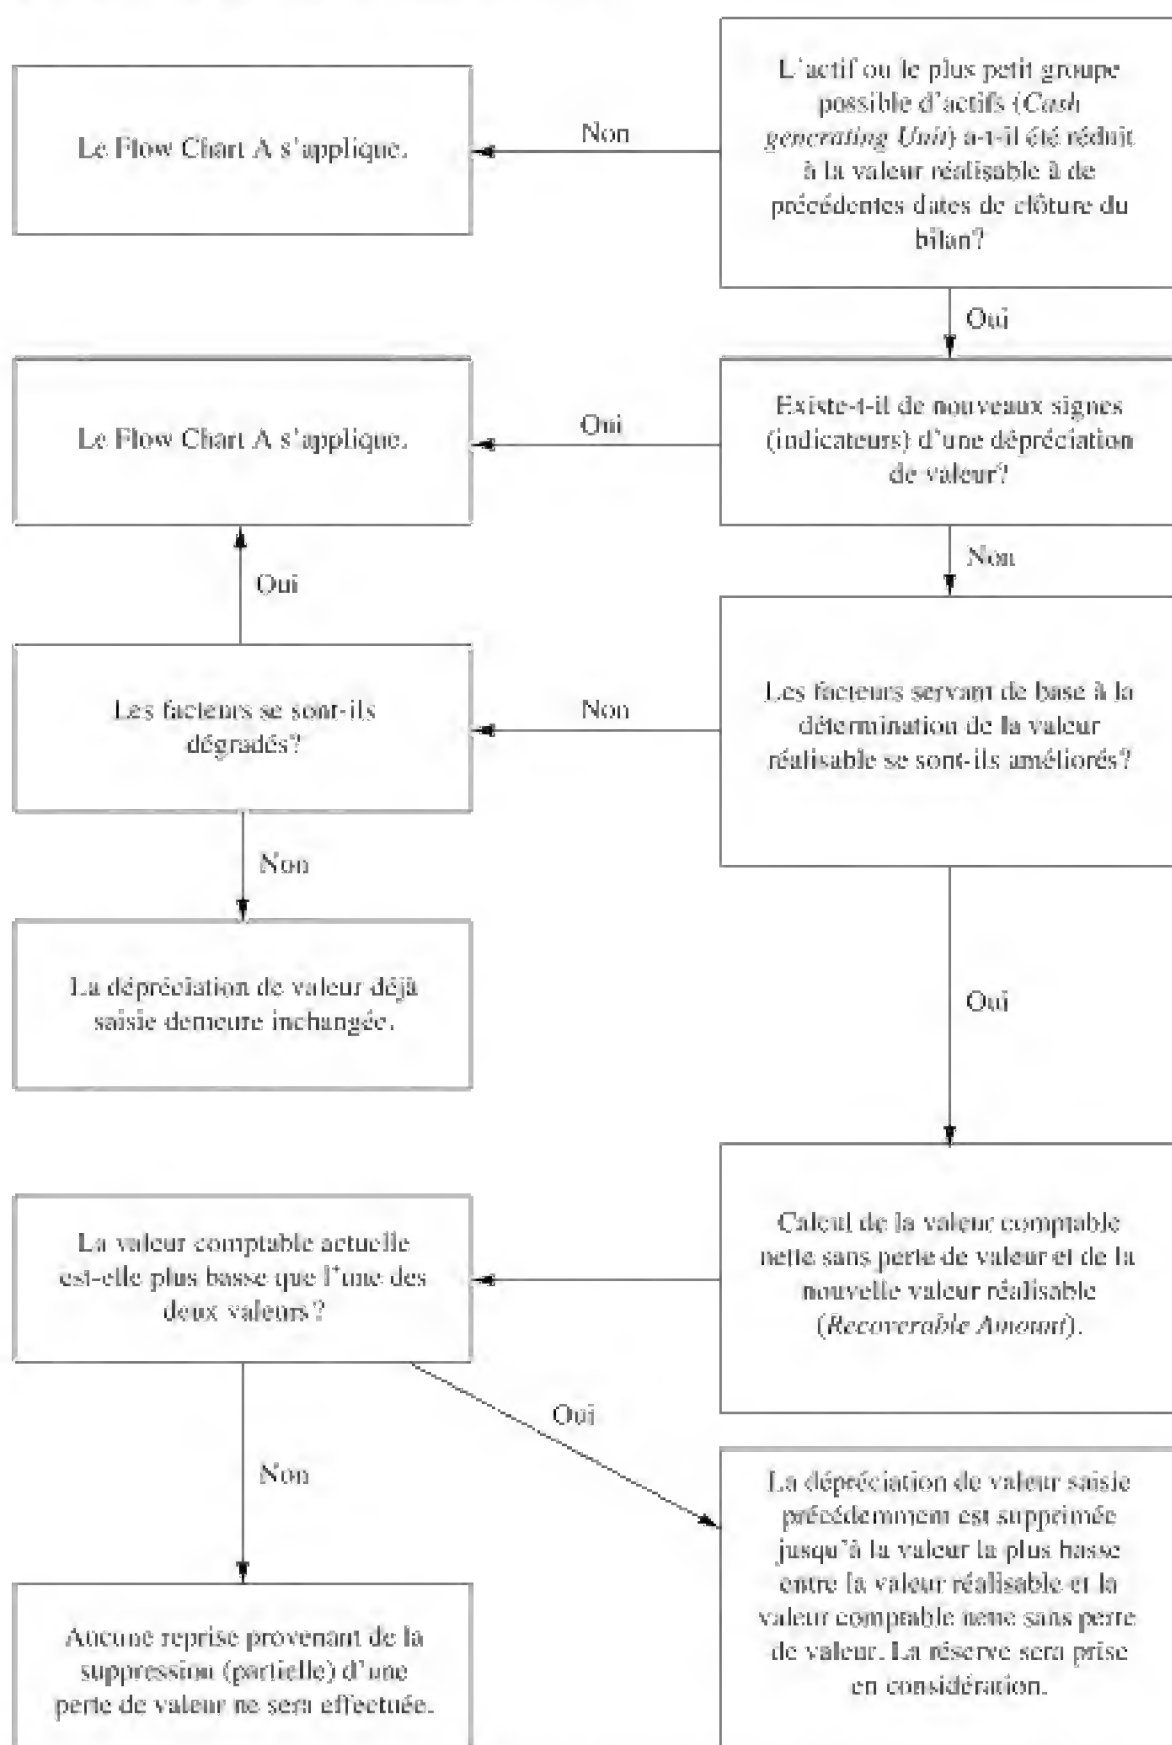 L'actif ou le plus petit groupe
possible d'actifs (Cash
generating Unit) a-t-il été réduit
à la valeur réalisable à de
précédentes dates de clôture du
bilan?
Non
Le Flow Chart A s'applique.
Oui
Existe-t-il de nouveaux signes
(indicateurs) d'une dépréciation
de valeur?
Oui
Le Flow Chart A s'applique.
Non
Oui
Les facteurs servant de base à la
détermination de la valeur
réalisable se sont-ils améliorés?
Non
Les facteurs se sont-ils
dégradés?
Non
La dépréciation de valeur déjà
saisie demeure inchangée.
Oui
Calcul de la valeur comptable
nette sans perte de valeur et de la
nouvelle valeur réalisable
(Recoverable Amount).
La valeur comptable actuelle
est-elle plus basse que l'une des
deux valeurs?
Oui
Non
La dépréciation de valeur saisie
précédemment est supprimée
jusqu'à la valeur la plus basse
entre la valeur réalisable et la
valeur comptable nette sans perte
de valeur. La réserve sera prise
en considération.
Aucune reprise provenant de la
suppression (partielle) d'une
perte de valeur ne sera effectuée.